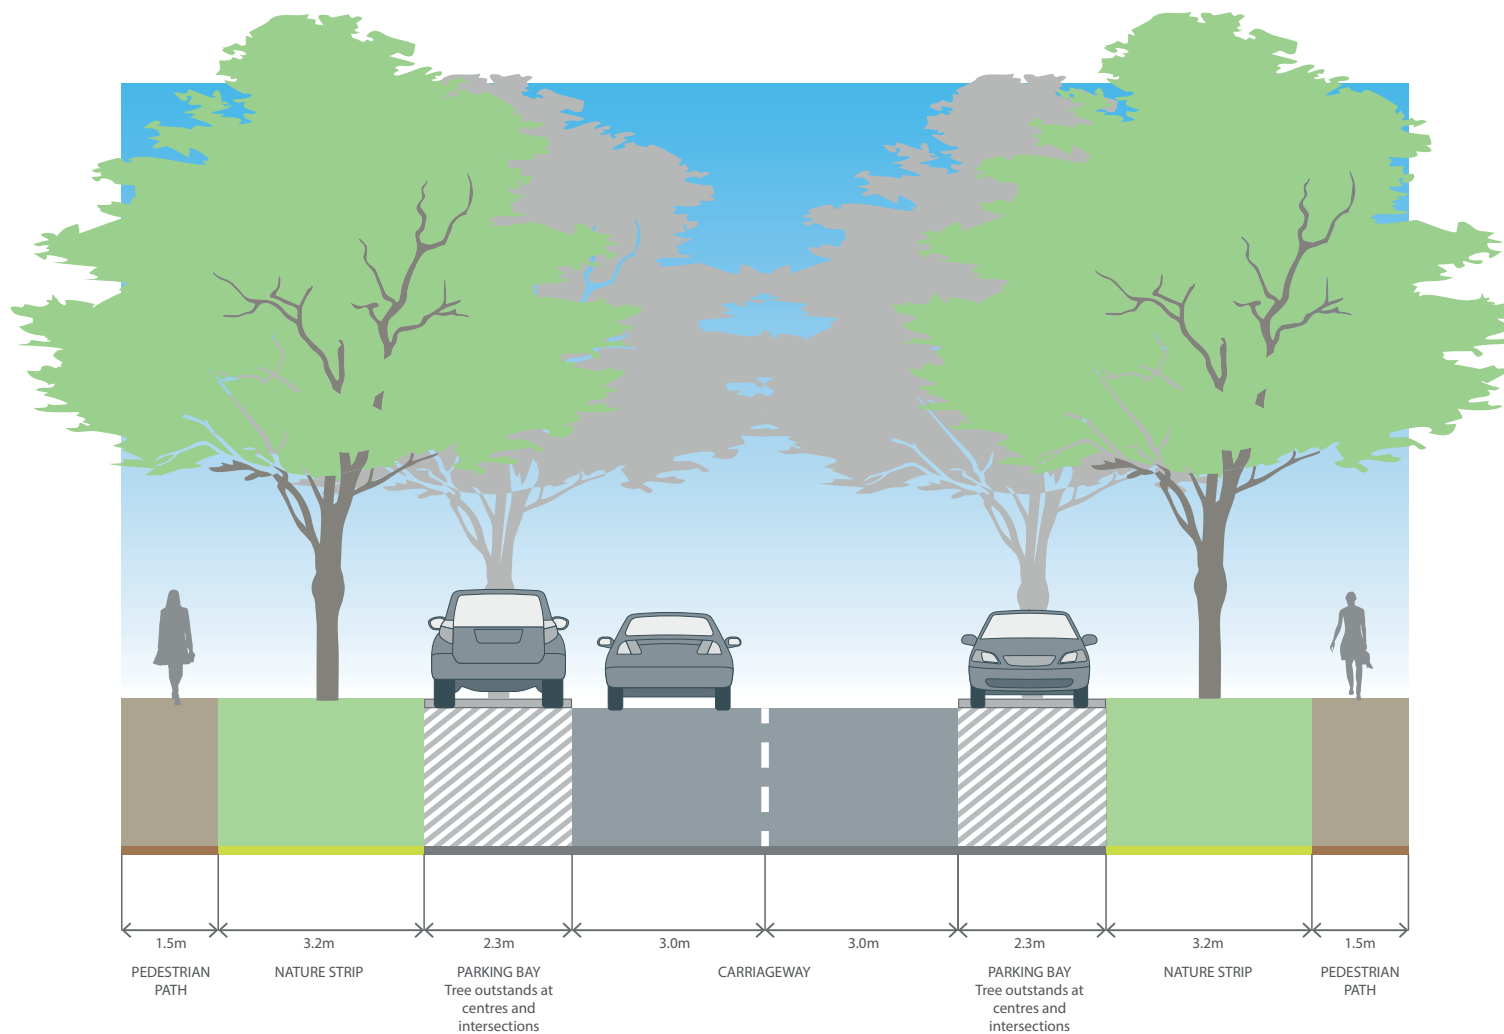 1.5m
3.2m
2.3m
3.0m
3.0m
2.3m
3.2m
1.5m
PEDESTRIAN
PATH
NATURE STRIP
PARKING BAY
Tree outstands at
centres and
intersections
CARRIAGEWAY
PARKING BAY
Tree outstands at
centres and
intersections
NATURE STRIP
PEDESTRIAN
PATH